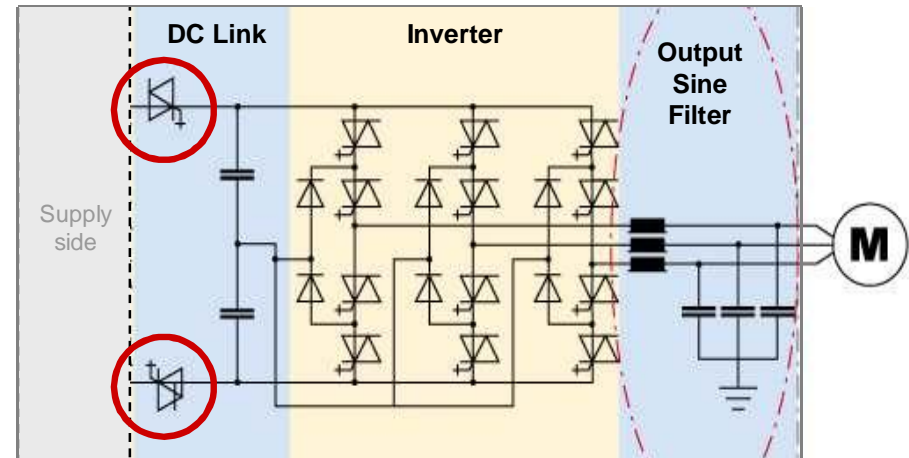 DC Link
Inverter
Output
Sine
Filter
Supply
side
M